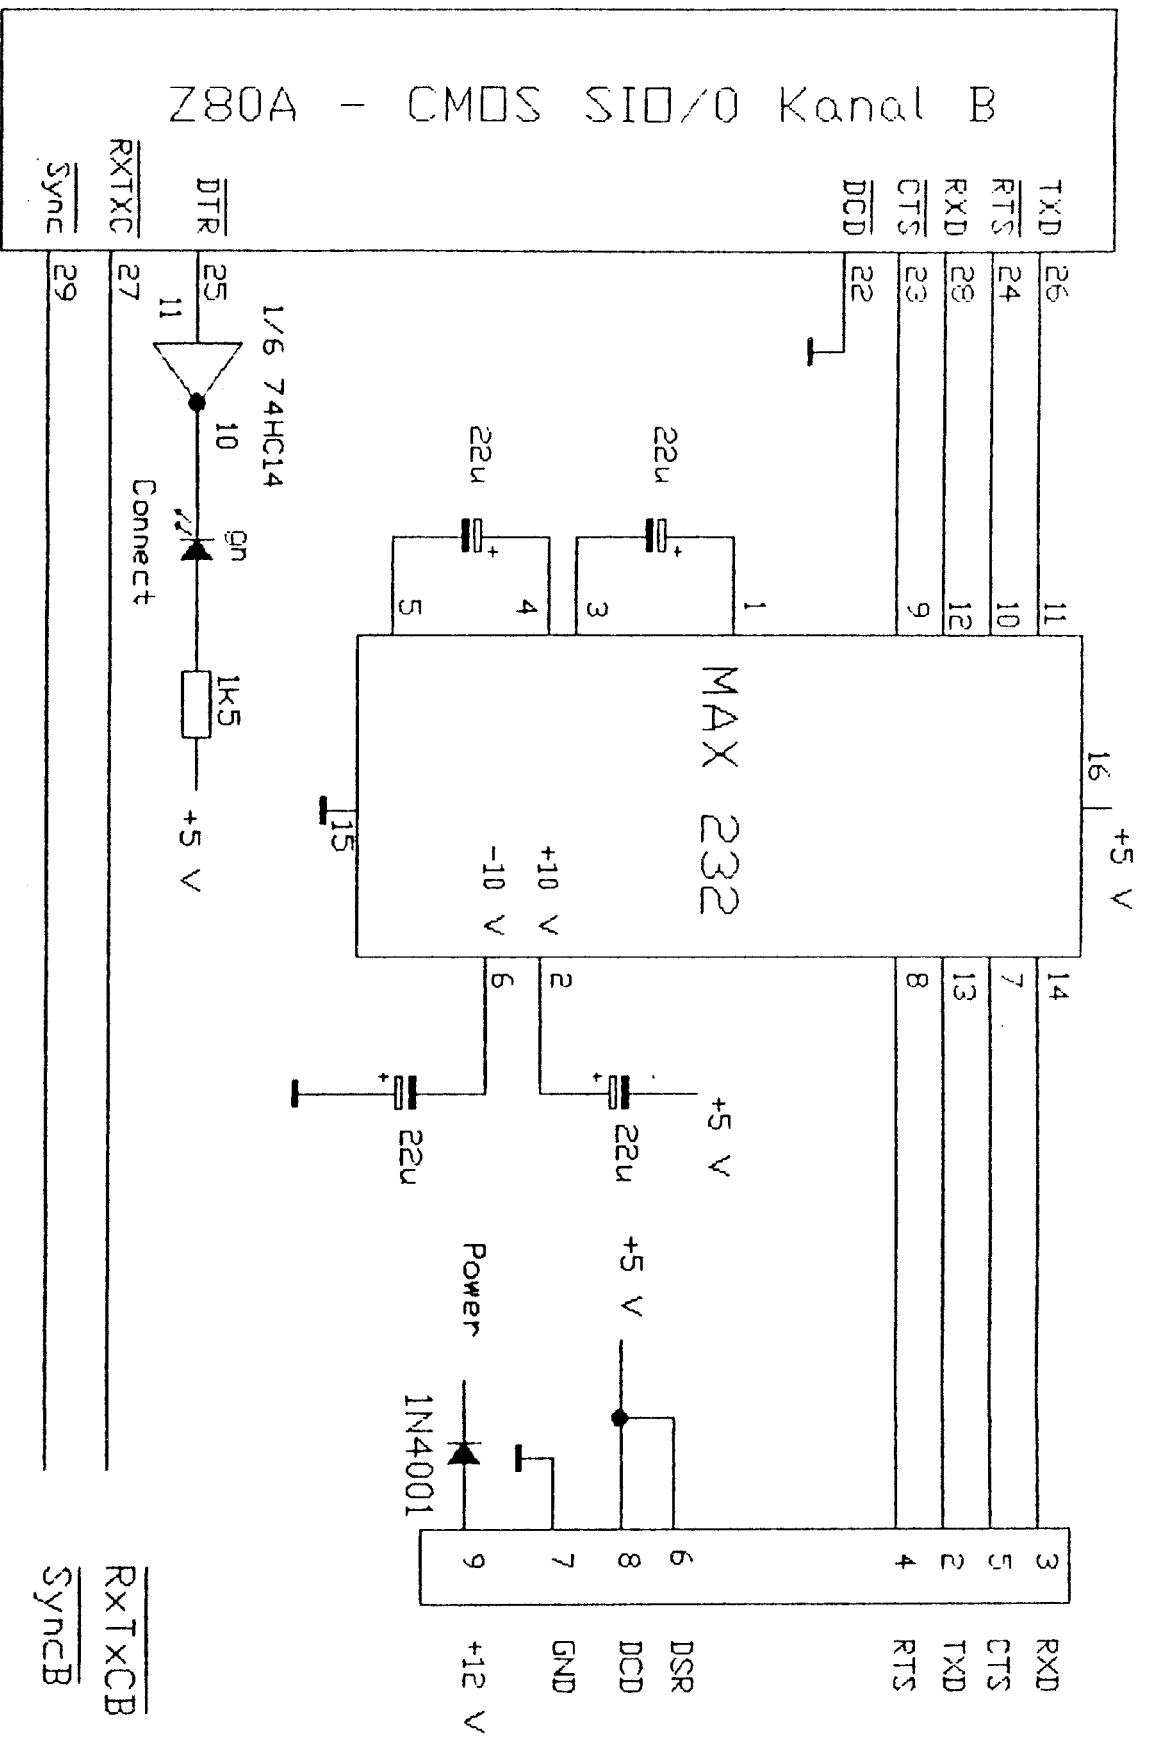 Z80A - CMOS SIO/0 Kanal B
TXD
26
RTS
24
RXD
28
CTS
23
DCD
22
DTR
25
RXTXC
27
Sync
29
11
1/6 74HC14
10
gn
Connect
1k5
+5 V
22u
+
22u
+
11
10
12
9
1
3
4
5
MAX 232
16
+5 V
15
+10 V
-10 V
14
7
13
8
2
6
+
22u
+5 V
+
22u
+5 V
Power
1N4001
3
RXD
5
CTS
2
TXD
4
RTS
6
DSR
8
DCD
7
GND
9
+12 V
RxTxCB
SyncB